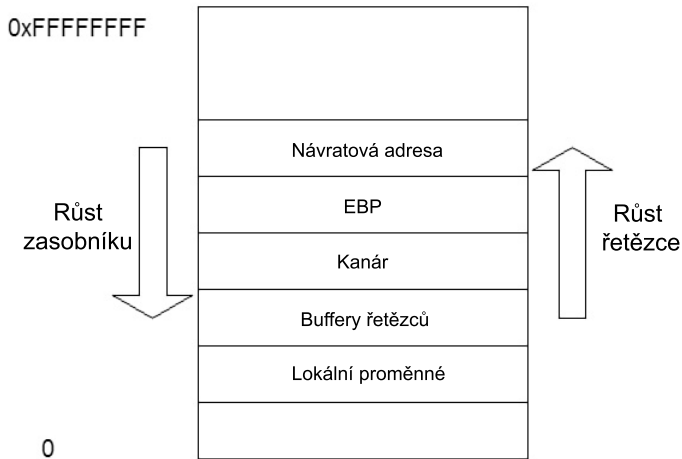 0xFFFFFFFF
Návratová adresa
EBP
Kanár
Buffery řetězců
Lokální proměnné
Růst
zasobníku
Růst
řetězce
0